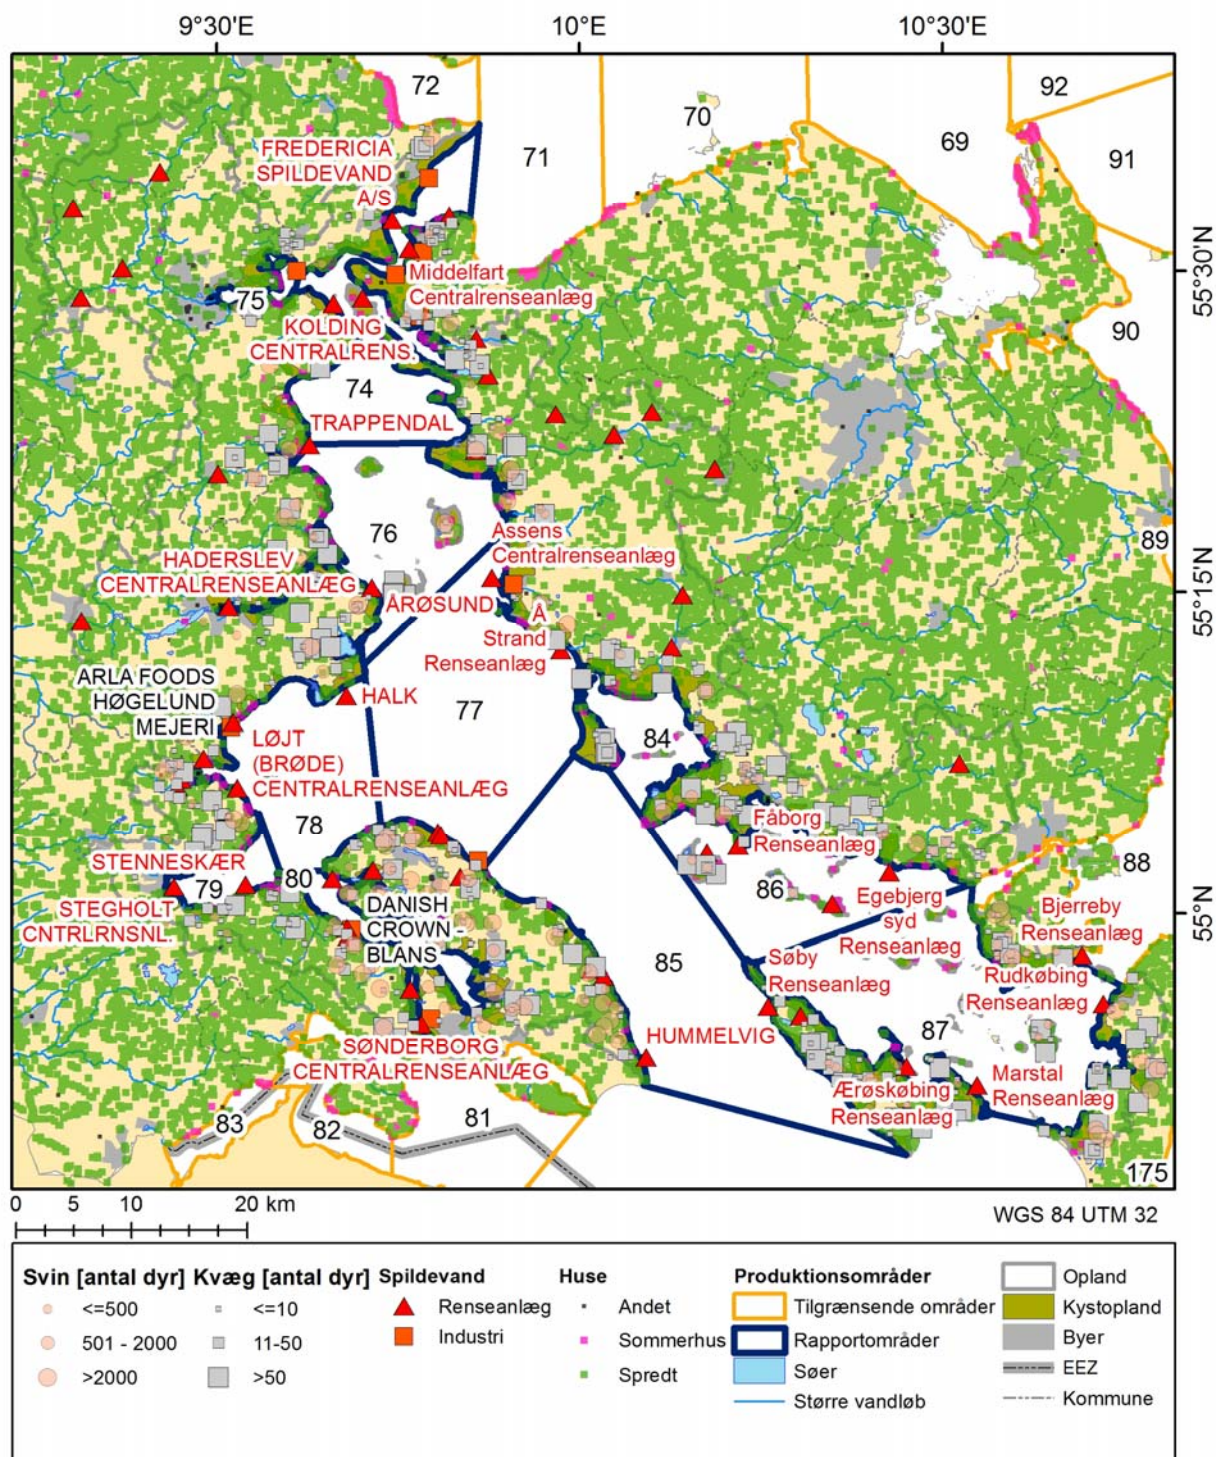 9°30'E
10°E
10°30'E
72
92
70
71
69
91
FREDERICIA
SPILDEVAND
A/S
55°30'N
Middelfart
Centralrenseanlæg
75
KOLDING
CENTRALRENS.
90
74
TRAPPENDAL
76
Assens
Centralrenseanlæg
89
HADERSLEV
CENTRALRENSEANLÆG
55°15'N
ÅRØSUND
Å
Strand
Renseanlæg
ARLA FOODS
HØGELUND
MEJERI
HALK
77
84
LØJT
(BRØDE)
CENTRALRENSEANLÆG
78
Fåborg
Renseanlæg
STENNESKÆR
79
80
88
86
STEGHOLT
CNTRLRNSNL.
DANISH
CROWN -
BLANS
Egebjerg
syd
Renseanlæg
Bjerreby
Renseanlæg
55°N
85
Søby
Renseanlæg
Rudkøbing
Renseanlæg
HUMMELVIG
87
SØNDERBORG
CENTRALRENSEANLÆG
Marstal
Renseanlæg
Ærøskøbing
Renseanlæg
83
82
81
175
0 5 10 20 km
WGS 84 UTM 32
Svin [antal dyr]
<=500
501 - 2000
>2000
Kvæg [antal dyr]
<=10
11-50
>50
Spildevand
Renseanlæg
Industri
Huse
Andet
Sommerhus
Spredt
Produktionsområder
Tilgrænsende områder
Rapportområder
Søer
Større vandløb
Opland
Kystopland
Byer
EEZ
Kommune